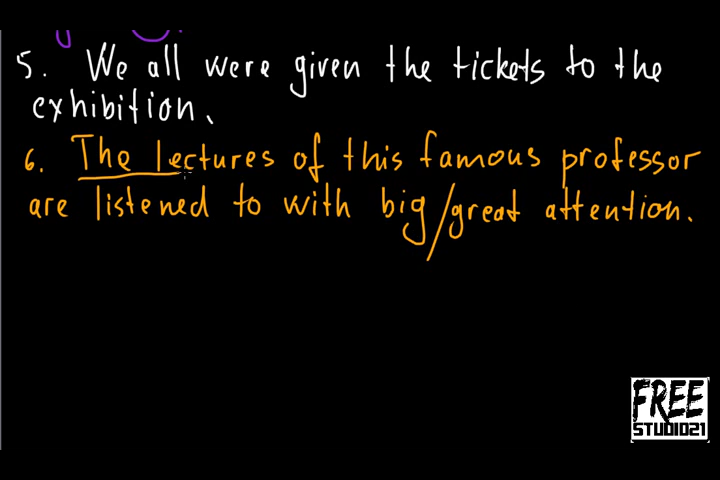 5. We all were given the tickets to the
exhibition.
6. The lectures of this famous professor
are listened to with big/great attention.
FREE
STUDIO21